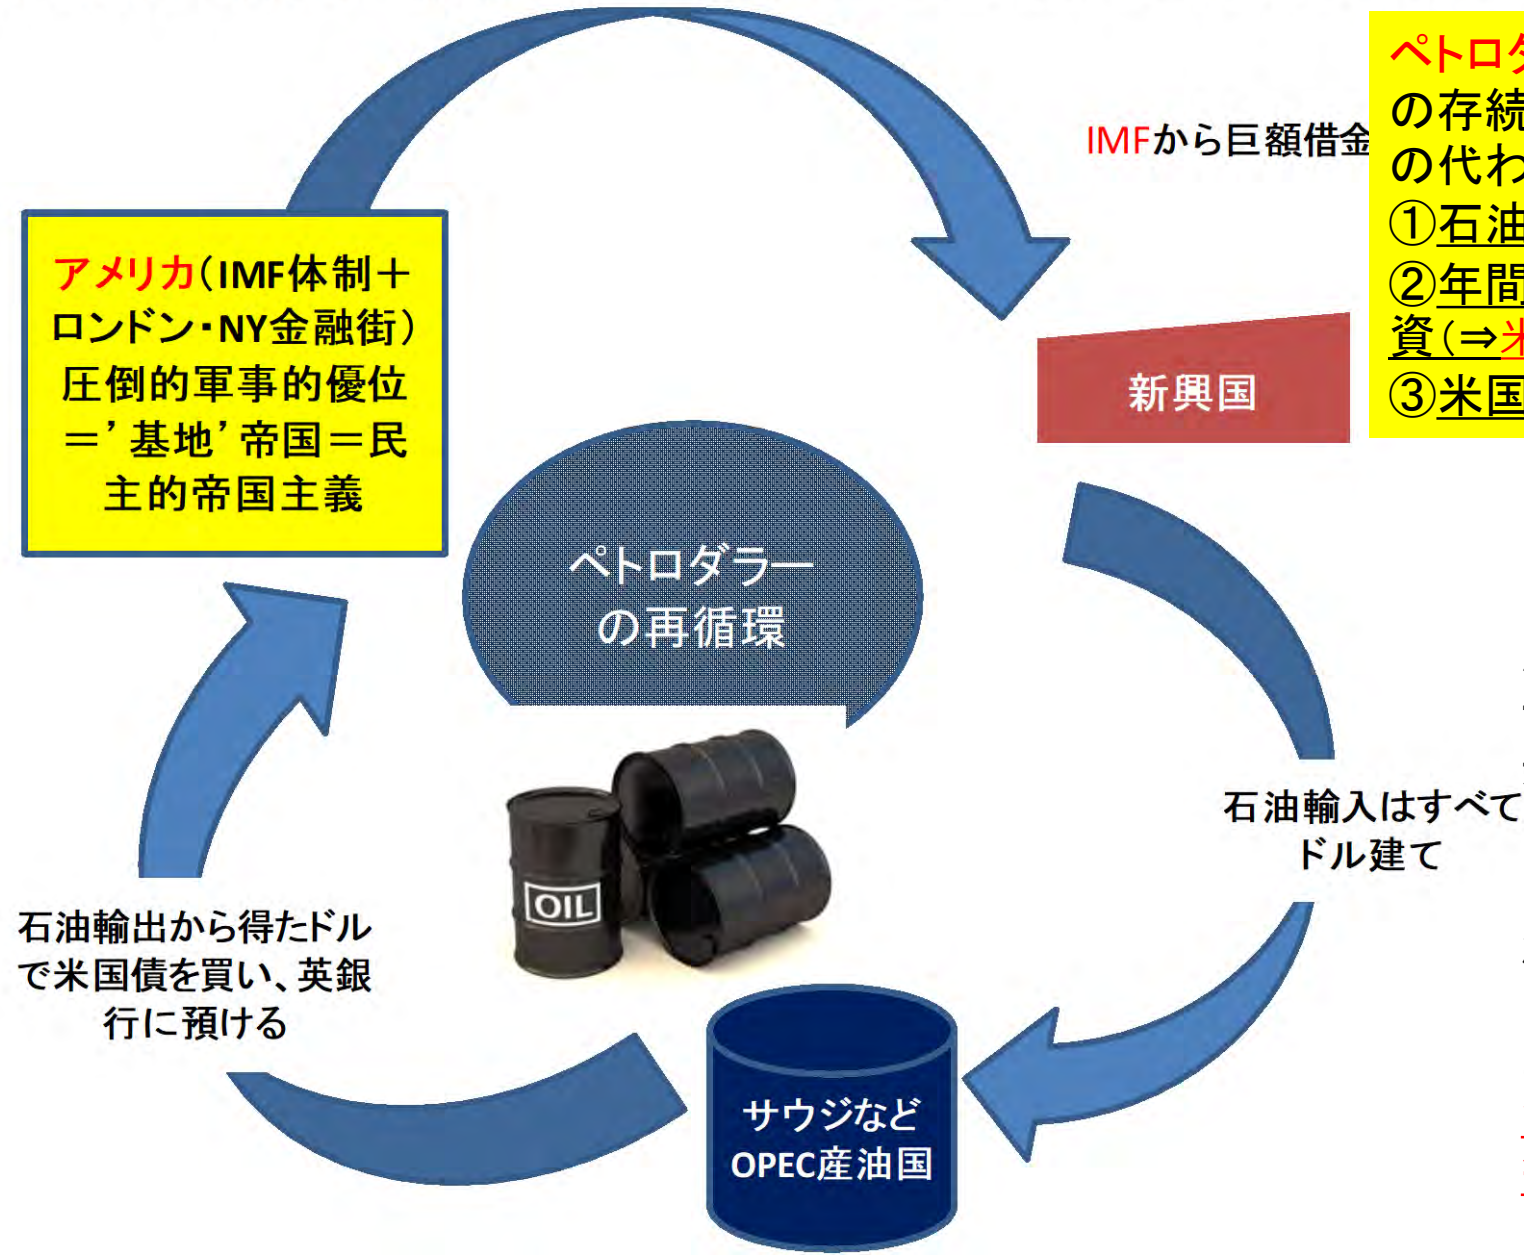 IMFから巨額借金
ペトロダ
の存続
の代わ
①石油
②年間
資(⇒米
③米国
アメリカ(IMF体制＋
ロンドン・NY金融街)
圧倒的軍事的優位
＝’基地’帝国＝民
主的帝国主義
新興国
ペトロダラー
の再循環
石油輸入はすべて
ドル建て
OIL
石油輸出から得たドル
で米国債を買い、英銀
行に預ける
サウジなど
OPEC産油国